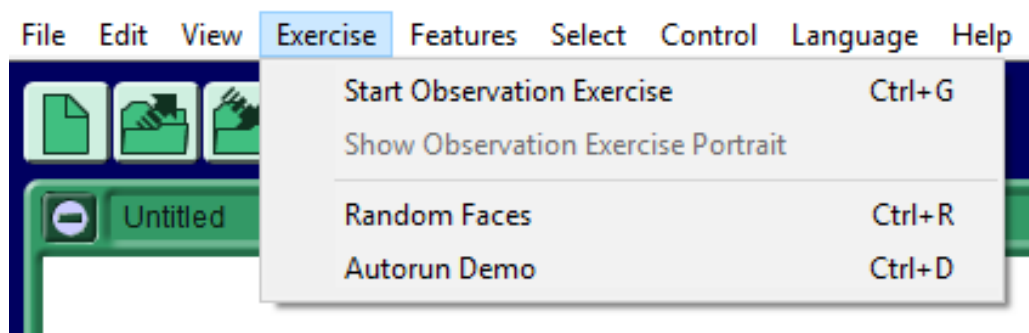 File Edit View Exercise Features Select Control Language Help
Start Observation Exercise Ctrl+G
Show Observation Exercise Portrait
Untitled
Random Faces Ctrl+R
Autorun Demo Ctrl+D